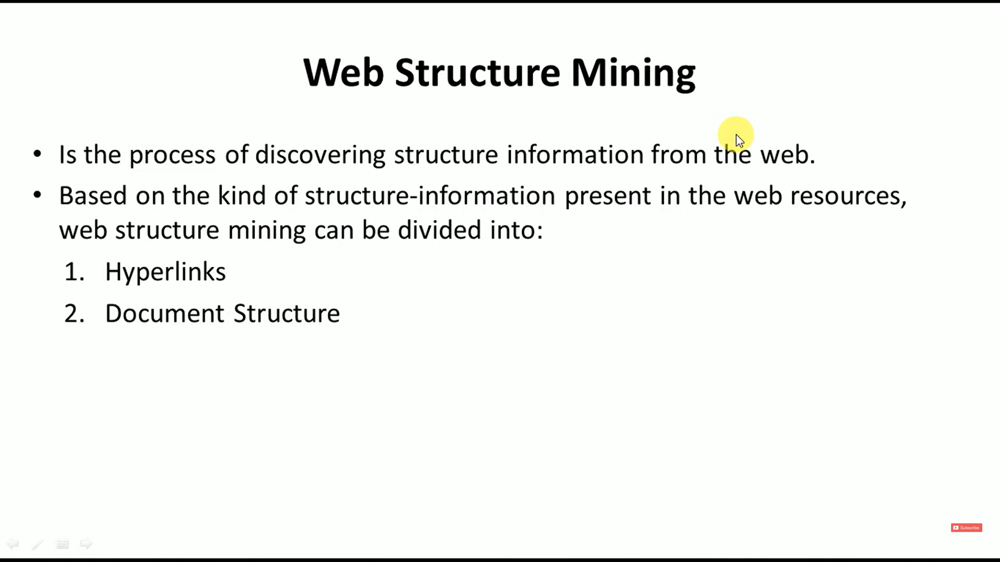 Web Structure Mining
• Is the process of discovering structure information from the web.
• Based on the kind of structure-information present in the web resources,
web structure mining can be divided into:
1. Hyperlinks
2. Document Structure
Subscribe